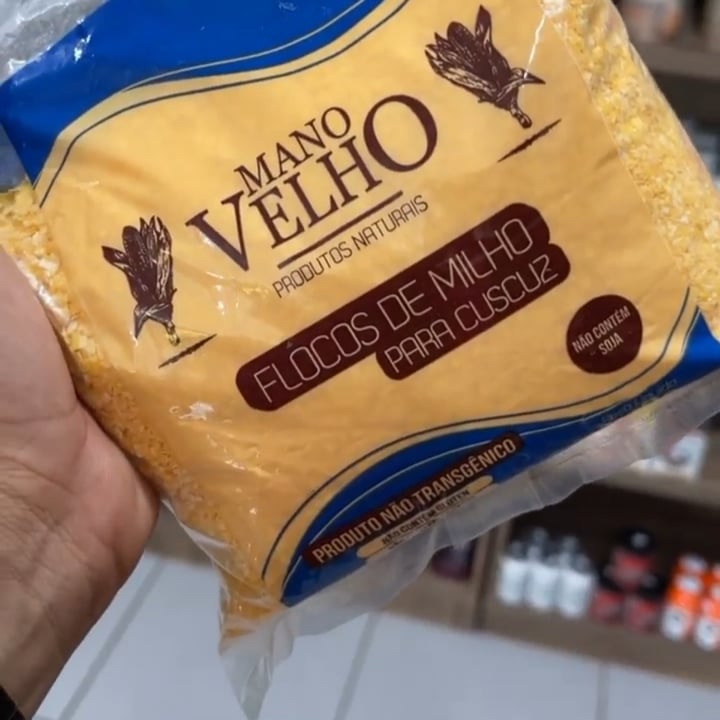 MANO
VELHO
PRODUTOS NATURAIS
FLOCOS DE MILHO
PARA CUSCUZ
NÃO CONTÉM
SOJA
PRODUTO NÃO TRANSGÊNICO
NÃO CONTÉM GLÚTEN